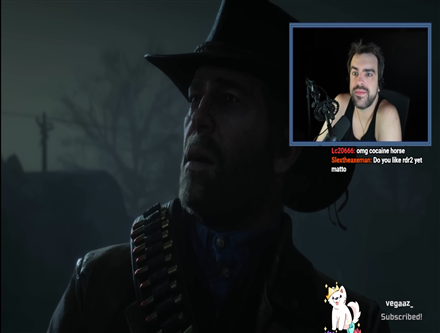 Lc20666: omg cocaine horse
Slextheaseman: Do you like rdr2 yet
matto
vegaaz_
Subscribed!